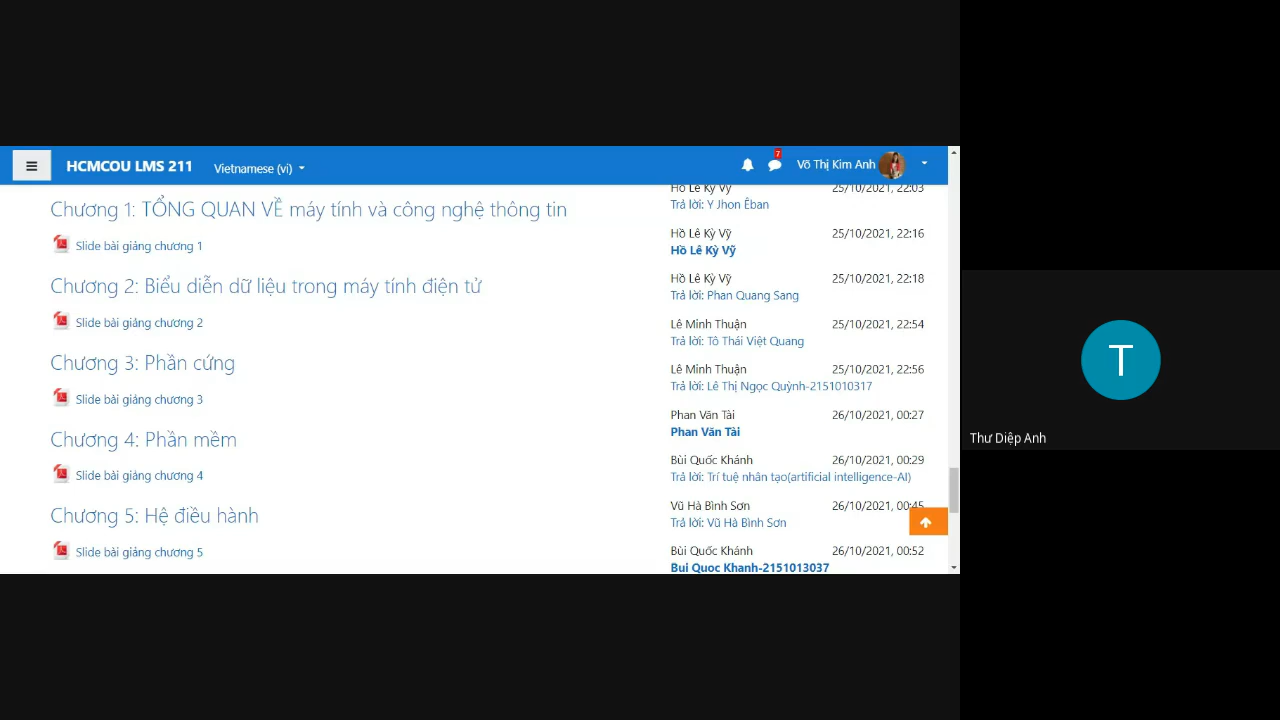 HCMCOU LMS 211
Vietnamese (vi)
7
Võ Thị Kim Anh
Chương 1: TỔNG QUAN VỀ máy tính và công nghệ thông tin
Slide bài giảng chương 1
Chương 2: Biểu diễn dữ liệu trong máy tính điện tử
Slide bài giảng chương 2
Chương 3: Phần cứng
Slide bài giảng chương 3
Chương 4: Phần mềm
Slide bài giảng chương 4
Chương 5: Hệ điều hành
Slide bài giảng chương 5
Hồ Lê Kỳ Vỹ 25/10/2021, 22:03
Trả lời: Y Jhon Êban
Hồ Lê Kỳ Vỹ 25/10/2021, 22:16
Hồ Lê Kỳ Vỹ
Hồ Lê Kỳ Vỹ 25/10/2021, 22:18
Trả lời: Phan Quang Sang
Lê Minh Thuận 25/10/2021, 22:54
Trả lời: Tô Thái Việt Quang
Lê Minh Thuận 25/10/2021, 22:56
Trả lời: Lê Thị Ngọc Quỳnh-2151010317
Phan Văn Tài 26/10/2021, 00:27
Phan Văn Tài
Bùi Quốc Khánh 26/10/2021, 00:29
Trả lời: Trí tuệ nhân tạo(artificial intelligence-AI)
Vũ Hà Bình Sơn 26/10/2021, 00:45
Trả lời: Vũ Hà Bình Sơn
Bùi Quốc Khánh 26/10/2021, 00:52
Bui Quoc Khanh-2151013037
T
Thư Diệp Anh